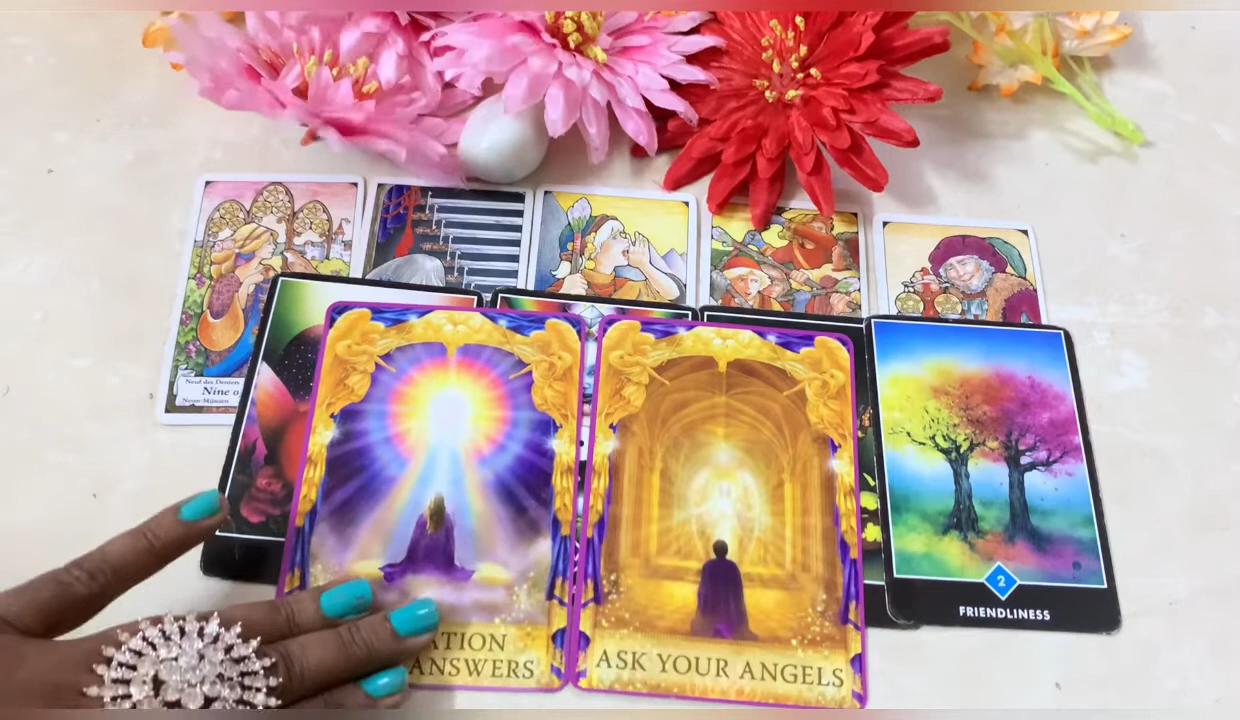 Neuf des Deniers
Nine o
Neun-Münzen
ATION
ANSWERS
ASK YOUR ANGELS
2
FRIENDLINESS